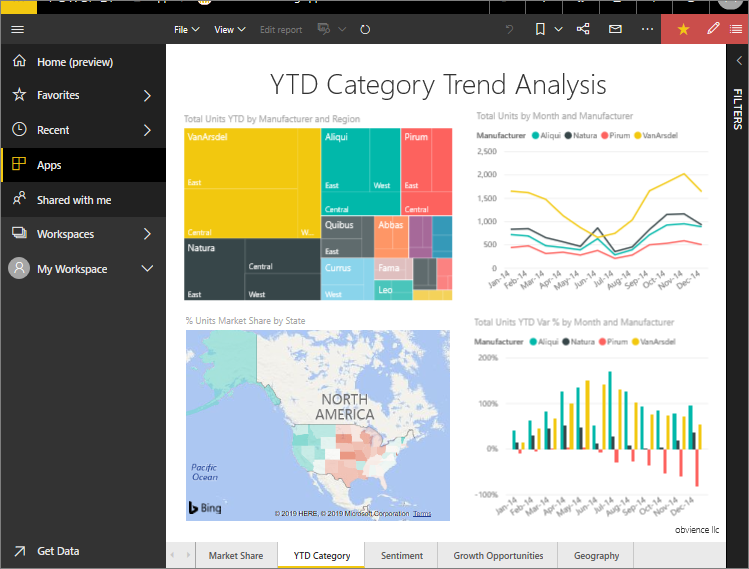 File View Edit report
Home (preview)
Favorites
Recent
Apps
Shared with me
Workspaces
My Workspace
Get Data
YTD Category Trend Analysis
Total Units YTD by Manufacturer and Region
VanArsdel
East
Central
W...
Natura
Central
East
West
Aliqui
East
West
Central
Pirum
East
Central
Quibus
East
Abbas
Currus
West
Fama
Leo
Total Units by Month and Manufacturer
Manufacturer Aliqui Natura Pirum VanArsdel
2,500
2,000
1,500
1,000
500
0
Jan-14 Feb-14 Mar-14 Apr-14 May-14 Jun-14 Jul-14 Aug-14 Sep-14 Oct-14 Nov-14 Dec-14
% Units Market Share by State
NORTH
AMERICA
Pacific
Ocean
Bing
© 2019 HERE, © 2019 Microsoft Corporation Terms
Total Units YTD Var % by Month and Manufacturer
Manufacturer Aliqui Natura Pirum VanArsdel
200%
100%
0%
-100%
Jan-14 Feb-14 Mar-14 Apr-14 May-14 Jun-14 Jul-14 Aug-14 Sep-14 Oct-14 Nov-14 Dec-14
obvience llc
FILTERS
Market Share YTD Category Sentiment Growth Opportunities Geography